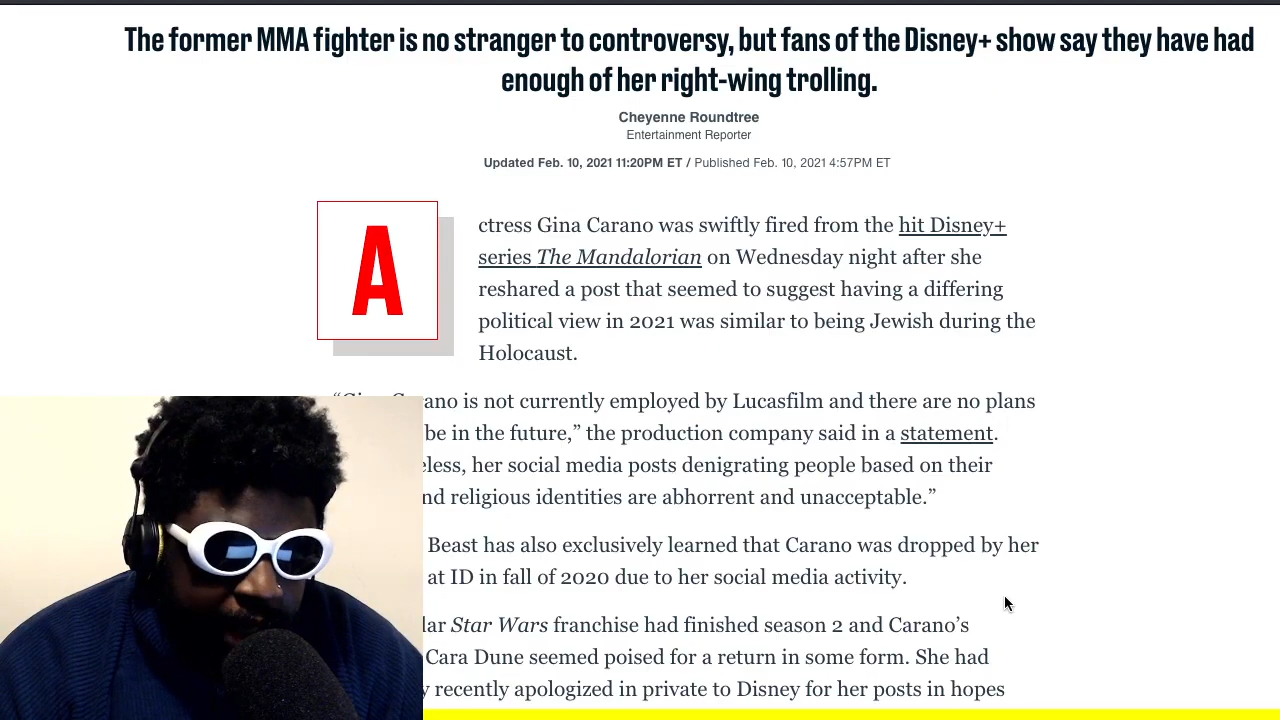 The former MMA fighter is no stranger to controversy, but fans of the Disney+ show say they have had
enough of her right-wing trolling.
Cheyenne Roundtree
Entertainment Reporter
Updated Feb. 10, 2021 11:20PM ET / Published Feb. 10, 2021 4:57PM ET
A
ctress Gina Carano was swiftly fired from the hit Disney+
series The Mandalorian on Wednesday night after she
reshared a post that seemed to suggest having a differing
political view in 2021 was similar to being Jewish during the
Holocaust.
is not currently employed by Lucasfilm and there are no plans
be in the future,” the production company said in a statement.
her social media posts denigrating people based on their
and religious identities are abhorrent and unacceptable.”
Beast has also exclusively learned that Carano was dropped by her
at ID in fall of 2020 due to her social media activity.
Star Wars franchise had finished season 2 and Carano’s
Cara Dune seemed poised for a return in some form. She had
recently apologized in private to Disney for her posts in hopes